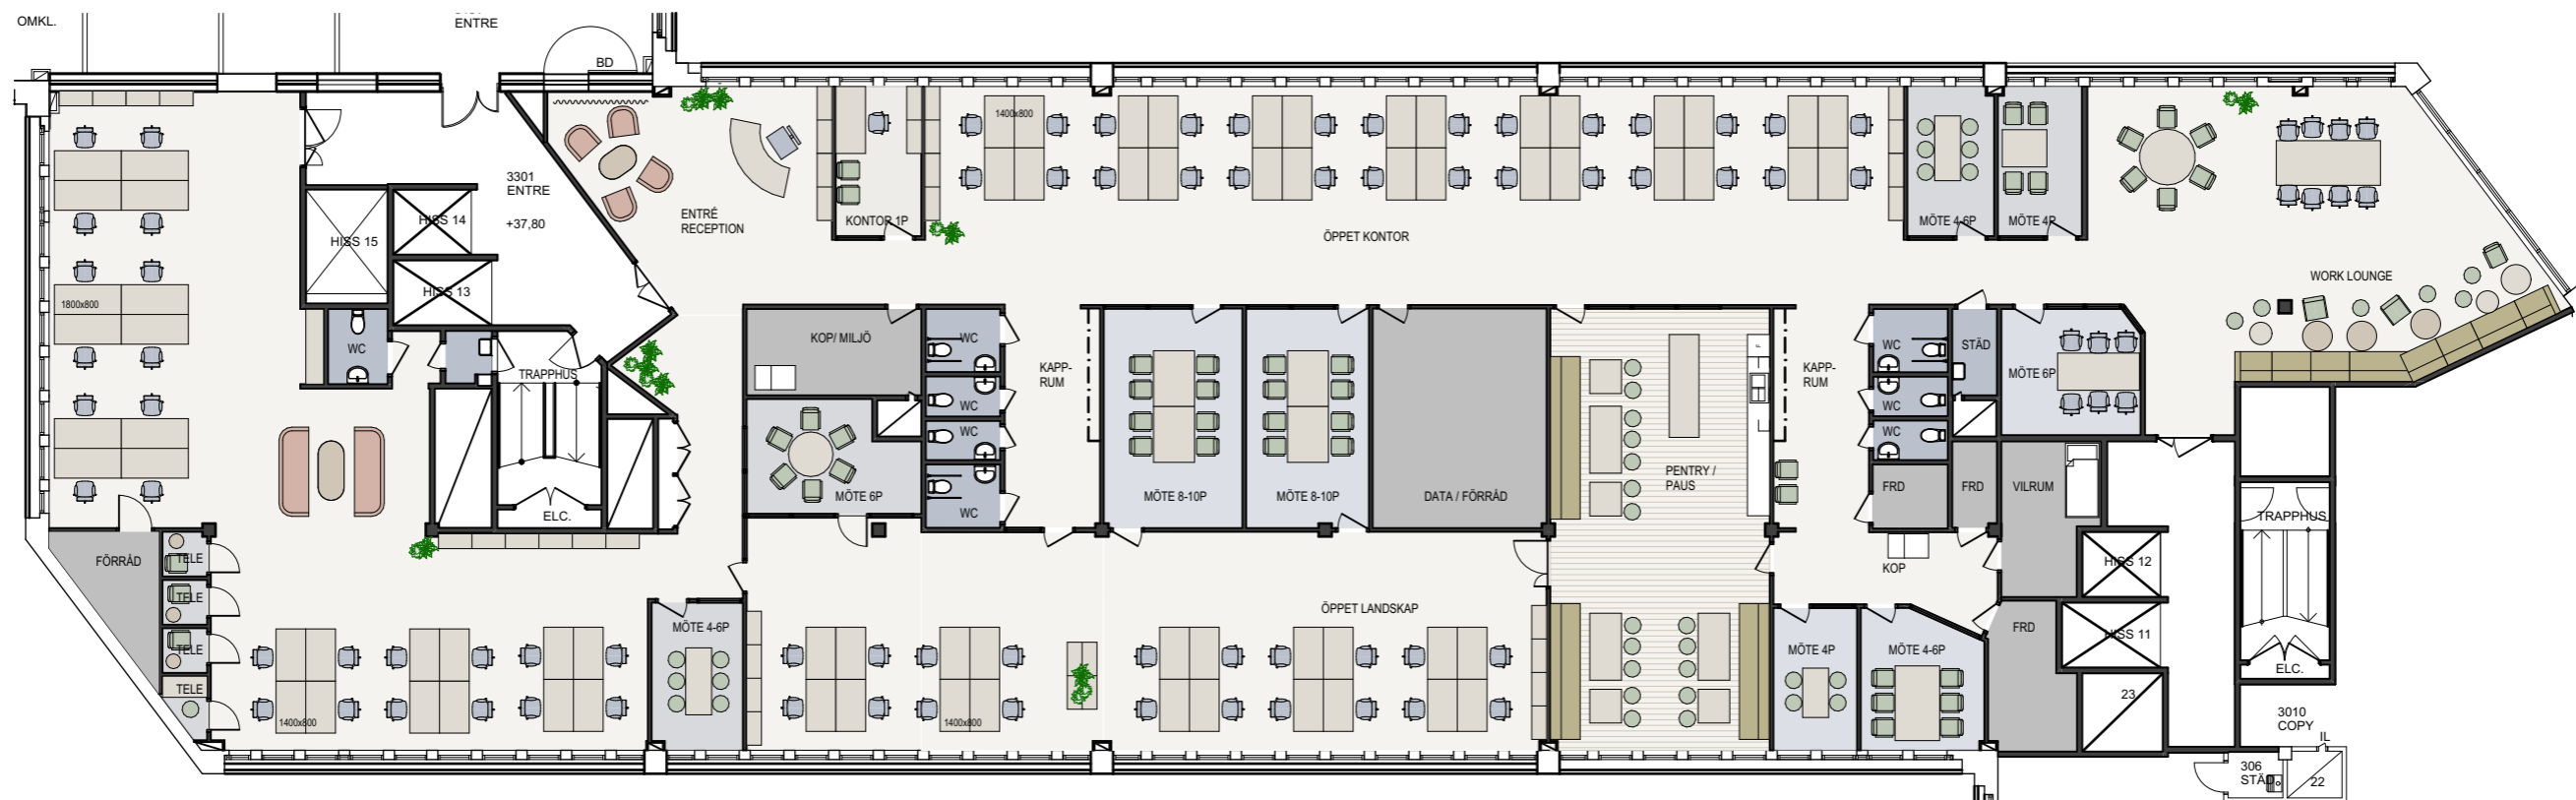 OMKL.
ENTRE
BD
1400x800
3301
ENTRE
+37,80
HISS 14
HISS 15
HISS 13
ENTRÉ
RECEPTION
KONTOR 1P
ÖPPET KONTOR
MÖTE 4-6P
MÖTE 4P
WORK LOUNGE
1800x800
WC
TRAPPHUS
KOP/ MILJÖ
WC
WC
WC
WC
KAPP-
RUM
MÖTE 6P
MÖTE 8-10P
MÖTE 8-10P
DATA / FÖRRÅD
PENTRY /
PAUS
F
KAPP-
RUM
WC
WC
WC
STÄD
MÖTE 6P
FRD
FRD
VILRUM
KOP
ELC.
TRAPPHUS
HISS 12
HISS 11
FRD
23
ELC.
FÖRRÅD
TELE
TELE
TELE
TELE
1400x800
MÖTE 4-6P
1400x800
ÖPPET LANDSKAP
MÖTE 4P
MÖTE 4-6P
3010
COPY
IL
306
STÄD
22